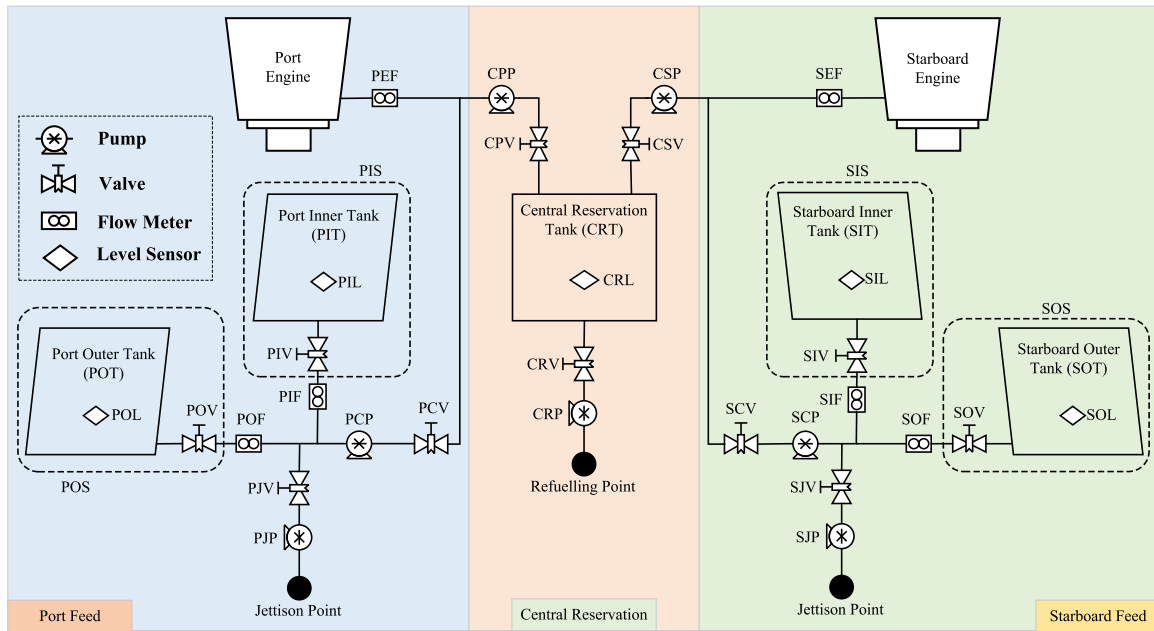 Port
Engine
PEF
CPP
CSP
SEF
Starboard
Engine
CPV
CSV
Pump
Valve
Flow Meter
Level Sensor
PIS
Port Inner Tank
(PIT)
PIL
PIV
PIF
Central Reservation
Tank (CRT)
CRL
CRV
CRP
Refuelling Point
SIS
Starboard Inner
Tank (SIT)
SIL
SIV
SIF
SOS
Starboard Outer
Tank (SOT)
SOL
SOV
SOF
SCP
SCV
Port Outer Tank
(POT)
POL
POV
POS
POF
PCP
PCV
PJV
PJP
Jettison Point
SJV
SJP
Jettison Point
Port Feed
Central Reservation
Starboard Feed